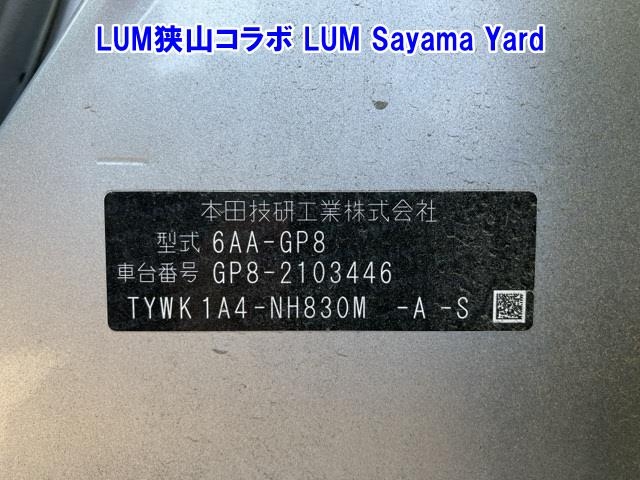 LUM狭山コラボ LUM Sayama Yard
本田技研工業株式会社
型式 6AA-GP8
車台番号 GP8-2103446
TYWK1A4-NH830M -A -S